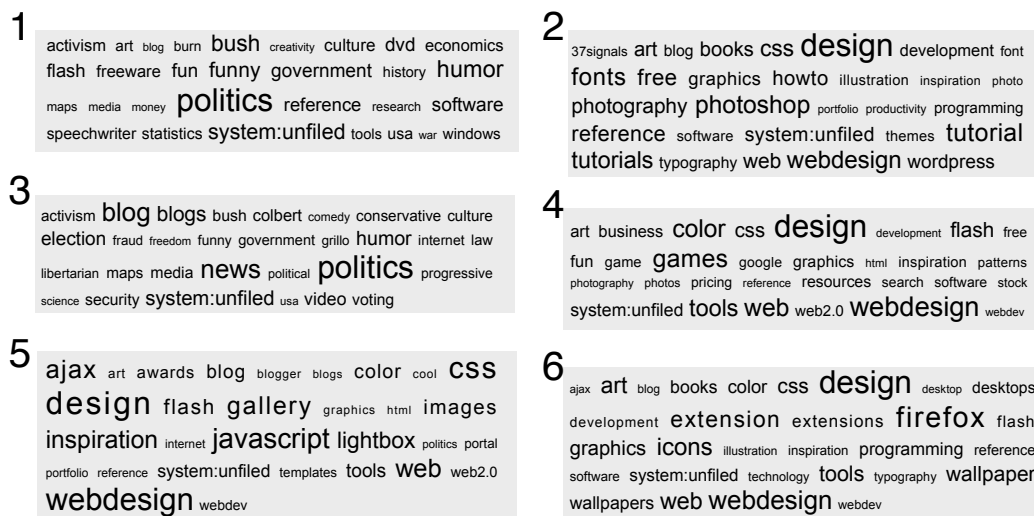 1
activism art blog burn bush creativity culture dvd economics
flash freeware fun funny government history humor
maps media money politics reference research software
speechwriter statistics system:unfiled tools usa war windows
2
37signals art blog books css design development font
fonts free graphics howto illustration inspiration photo
photography photoshop portfolio productivity programming
reference software system:unfiled themes tutorial
tutorials typography web webdesign wordpress
3
activism blog blogs bush colbert comedy conservative culture
election fraud freedom funny government grillo humor internet law
libertarian maps media news political politics progressive
science security system:unfiled usa video voting
4
art business color css design development flash free
fun game games google graphics html inspiration patterns
photography photos pricing reference resources search software stock
system:unfiled tools web web2.0 webdesign webdev
5
ajax art awards blog blogger blogs color cool css
design flash gallery graphics html images
inspiration internet javascript lightbox politics portal
portfolio reference system:unfiled templates tools web web2.0
webdesign webdev
6
ajax art blog books color css design desktop desktops
development extension extensions firefox flash
graphics icons illustration inspiration programming reference
software system:unfiled technology tools typography wallpaper
wallpapers web webdesign webdev